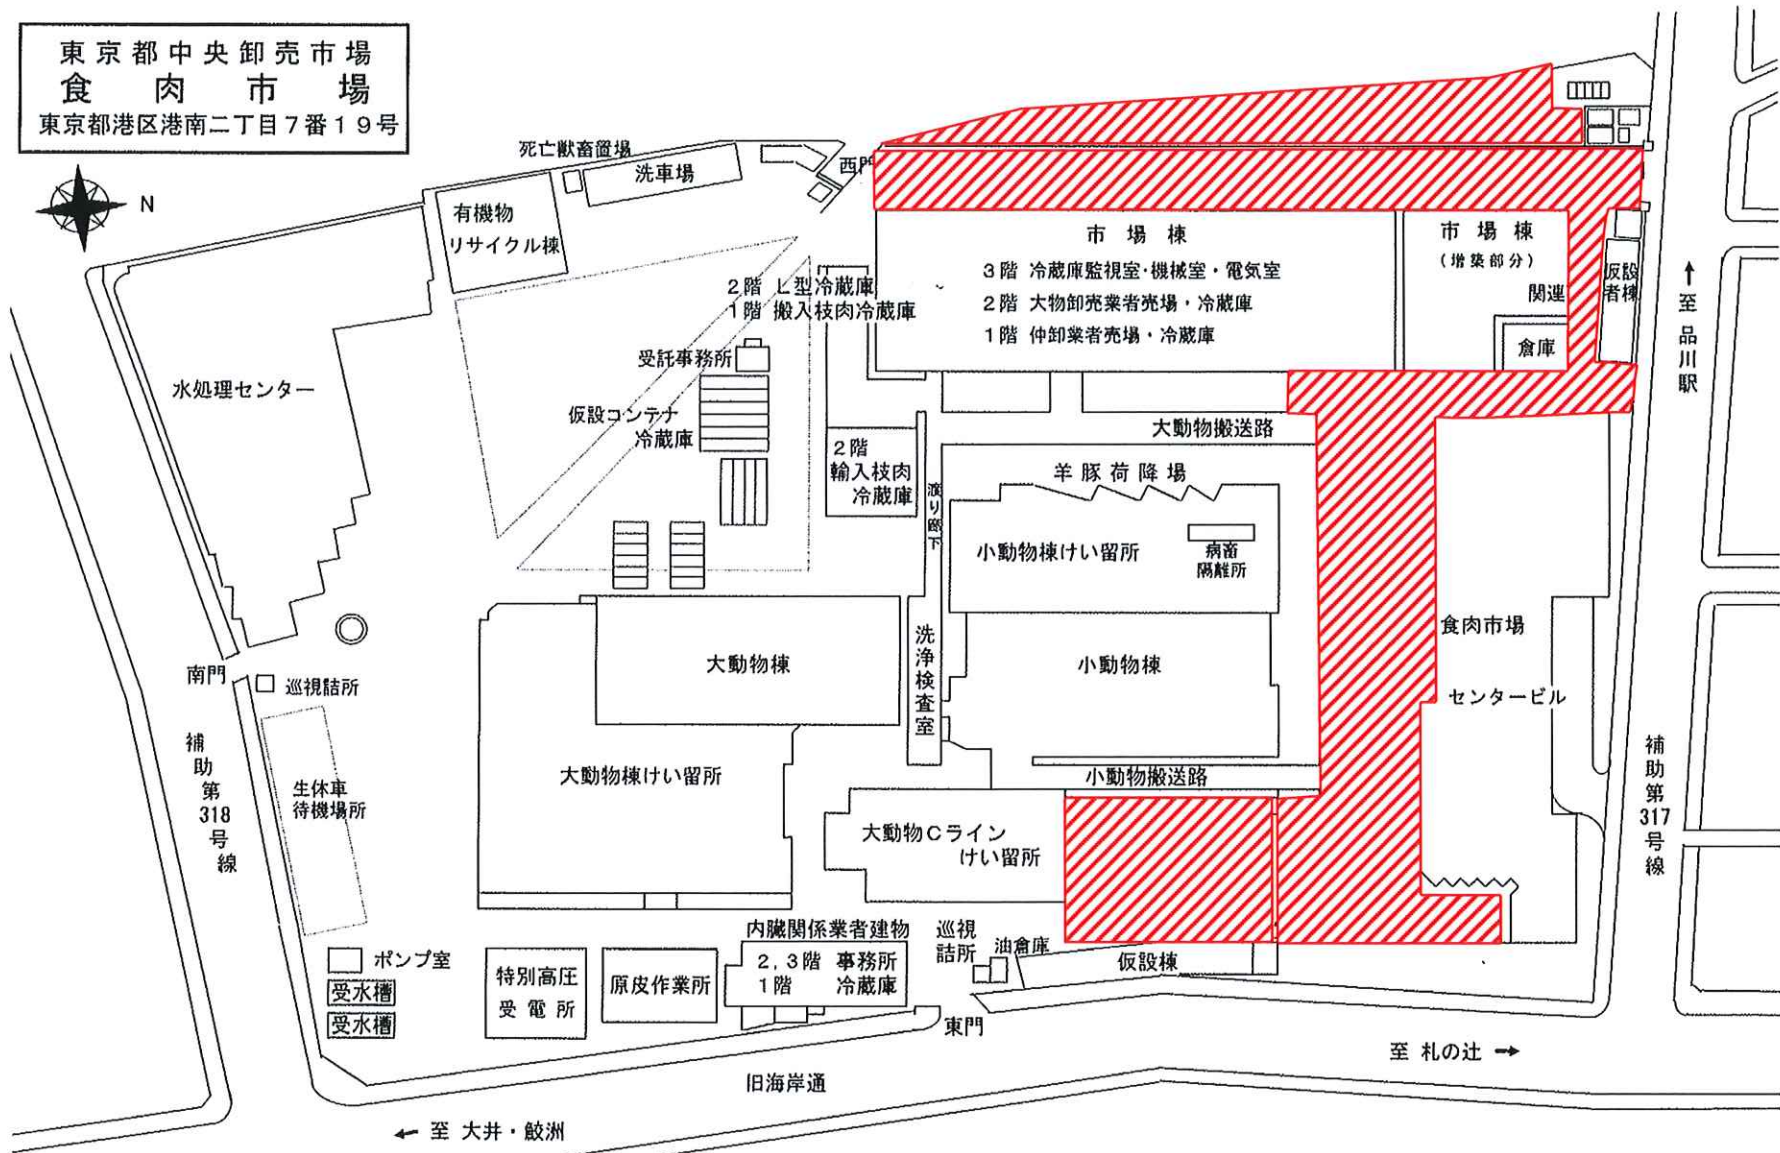 東京都中央卸売市場
食肉市場
東京都港区港南二丁目７番１９号
N
死亡獣畜置場
洗車場
西門
有機物
リサイクル棟
市場棟
３階 冷蔵庫監視室・機械室・電気室
２階 大物卸売業者売場・冷蔵庫
１階 仲卸業者売場・冷蔵庫
市場棟
（増築部分）
関連
仮設
者棟
倉庫
↑至品川駅
２階 Ｌ型冷蔵庫
１階 搬入枝肉冷蔵庫
受託事務所
仮設コンテナ
冷蔵庫
水処理センター
２階
輸入枝肉
冷蔵庫
渡り廊下
大動物搬送路
羊豚荷降場
小動物棟けい留所
病畜
隔離所
食肉市場
センタービル
洗浄検査室
大動物棟
小動物棟
南門
巡視詰所
補助第318号線
生体車
待機場所
大動物棟けい留所
小動物搬送路
大動物Ｃライン
けい留所
補助第317号線
ポンプ室
受水槽
受水槽
特別高圧
受電所
原皮作業所
内臓関係業者建物
２,３階 事務所
１階 冷蔵庫
巡視
詰所
油倉庫
仮設棟
東門
至 札の辻 →
旧海岸通
← 至 大井・鮫洲